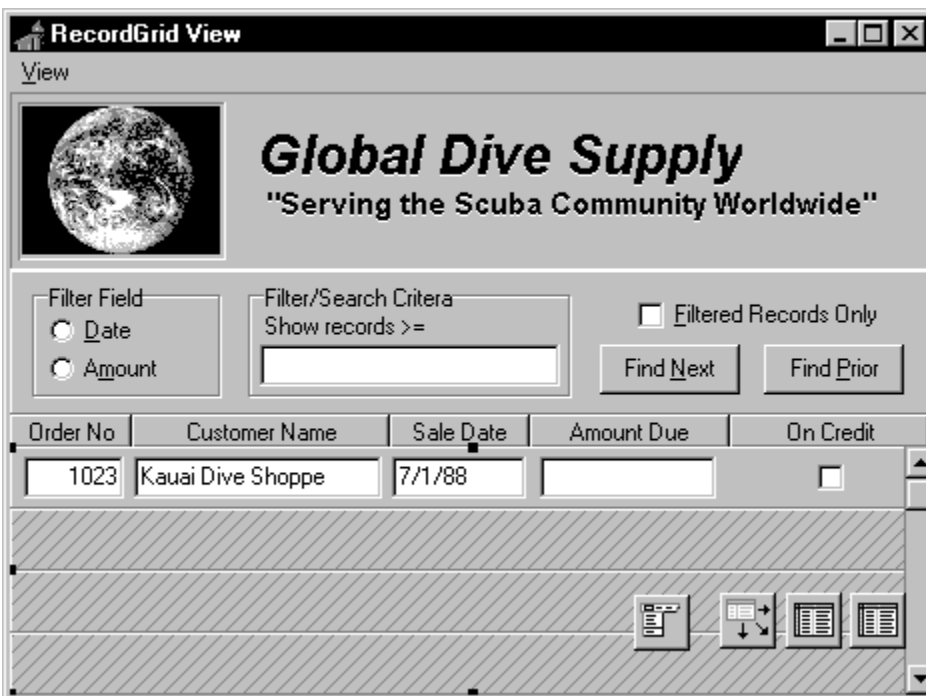 RecordGrid View
View
Global Dive Supply
"Serving the Scuba Community Worldwide"
Filter Field
Date
Amount
Filter/Search Critera
Show records >=
Filtered Records Only
Find Next
Find Prior
Order No Customer Name Sale Date Amount Due On Credit
1023 Kauai Dive Shoppe 7/1/88